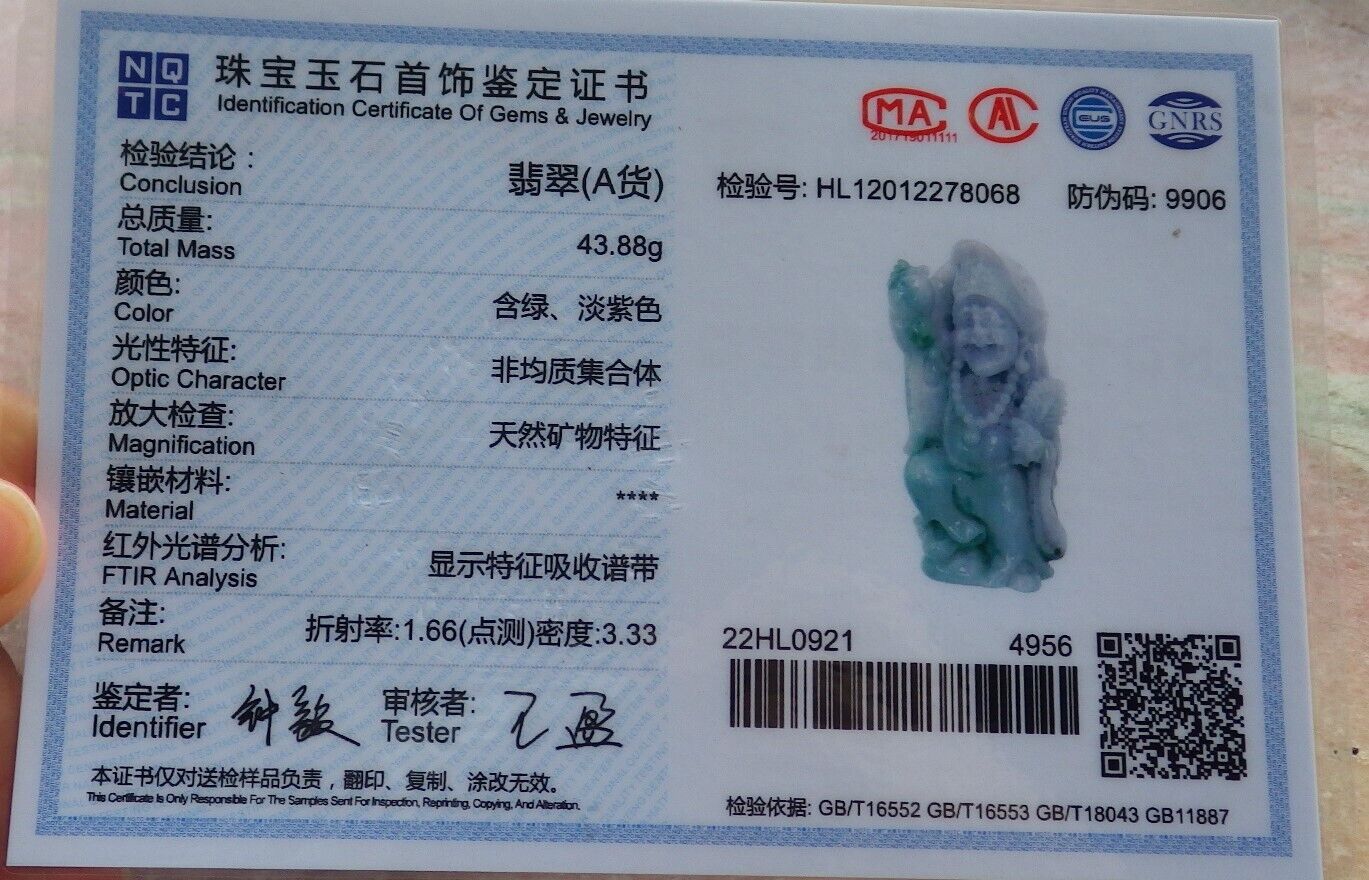 NQ
TC
珠宝玉石首饰鉴定证书
Identification Certificate Of Gems & Jewelry
检验结论:
Conclusion
翡翠(A货)
总质量:
Total Mass
43.88g
颜色:
Color
含绿、淡紫色
光性特征:
Optic Character
非均质集合体
放大检查:
Magnification
天然矿物特征
镶嵌材料:
Material
****
红外光谱分析:
FTIR Analysis
显示特征吸收谱带
备注:
Remark
折射率:1.66(点测)密度:3.33
鉴定者:
Identifier
审核者:
Tester
本证书仅对送检样品负责,翻印、复制、涂改无效。
This Certificate Is Only Responsible For The Samples Sent For Inspection, Reprinting, Copying, And Alteration.
MA
EUS
GNRS
检验号: HL12012278068
防伪码: 9906
22HL0921
4956
检验依据: GB/T16552 GB/T16553 GB/T18043 GB11887